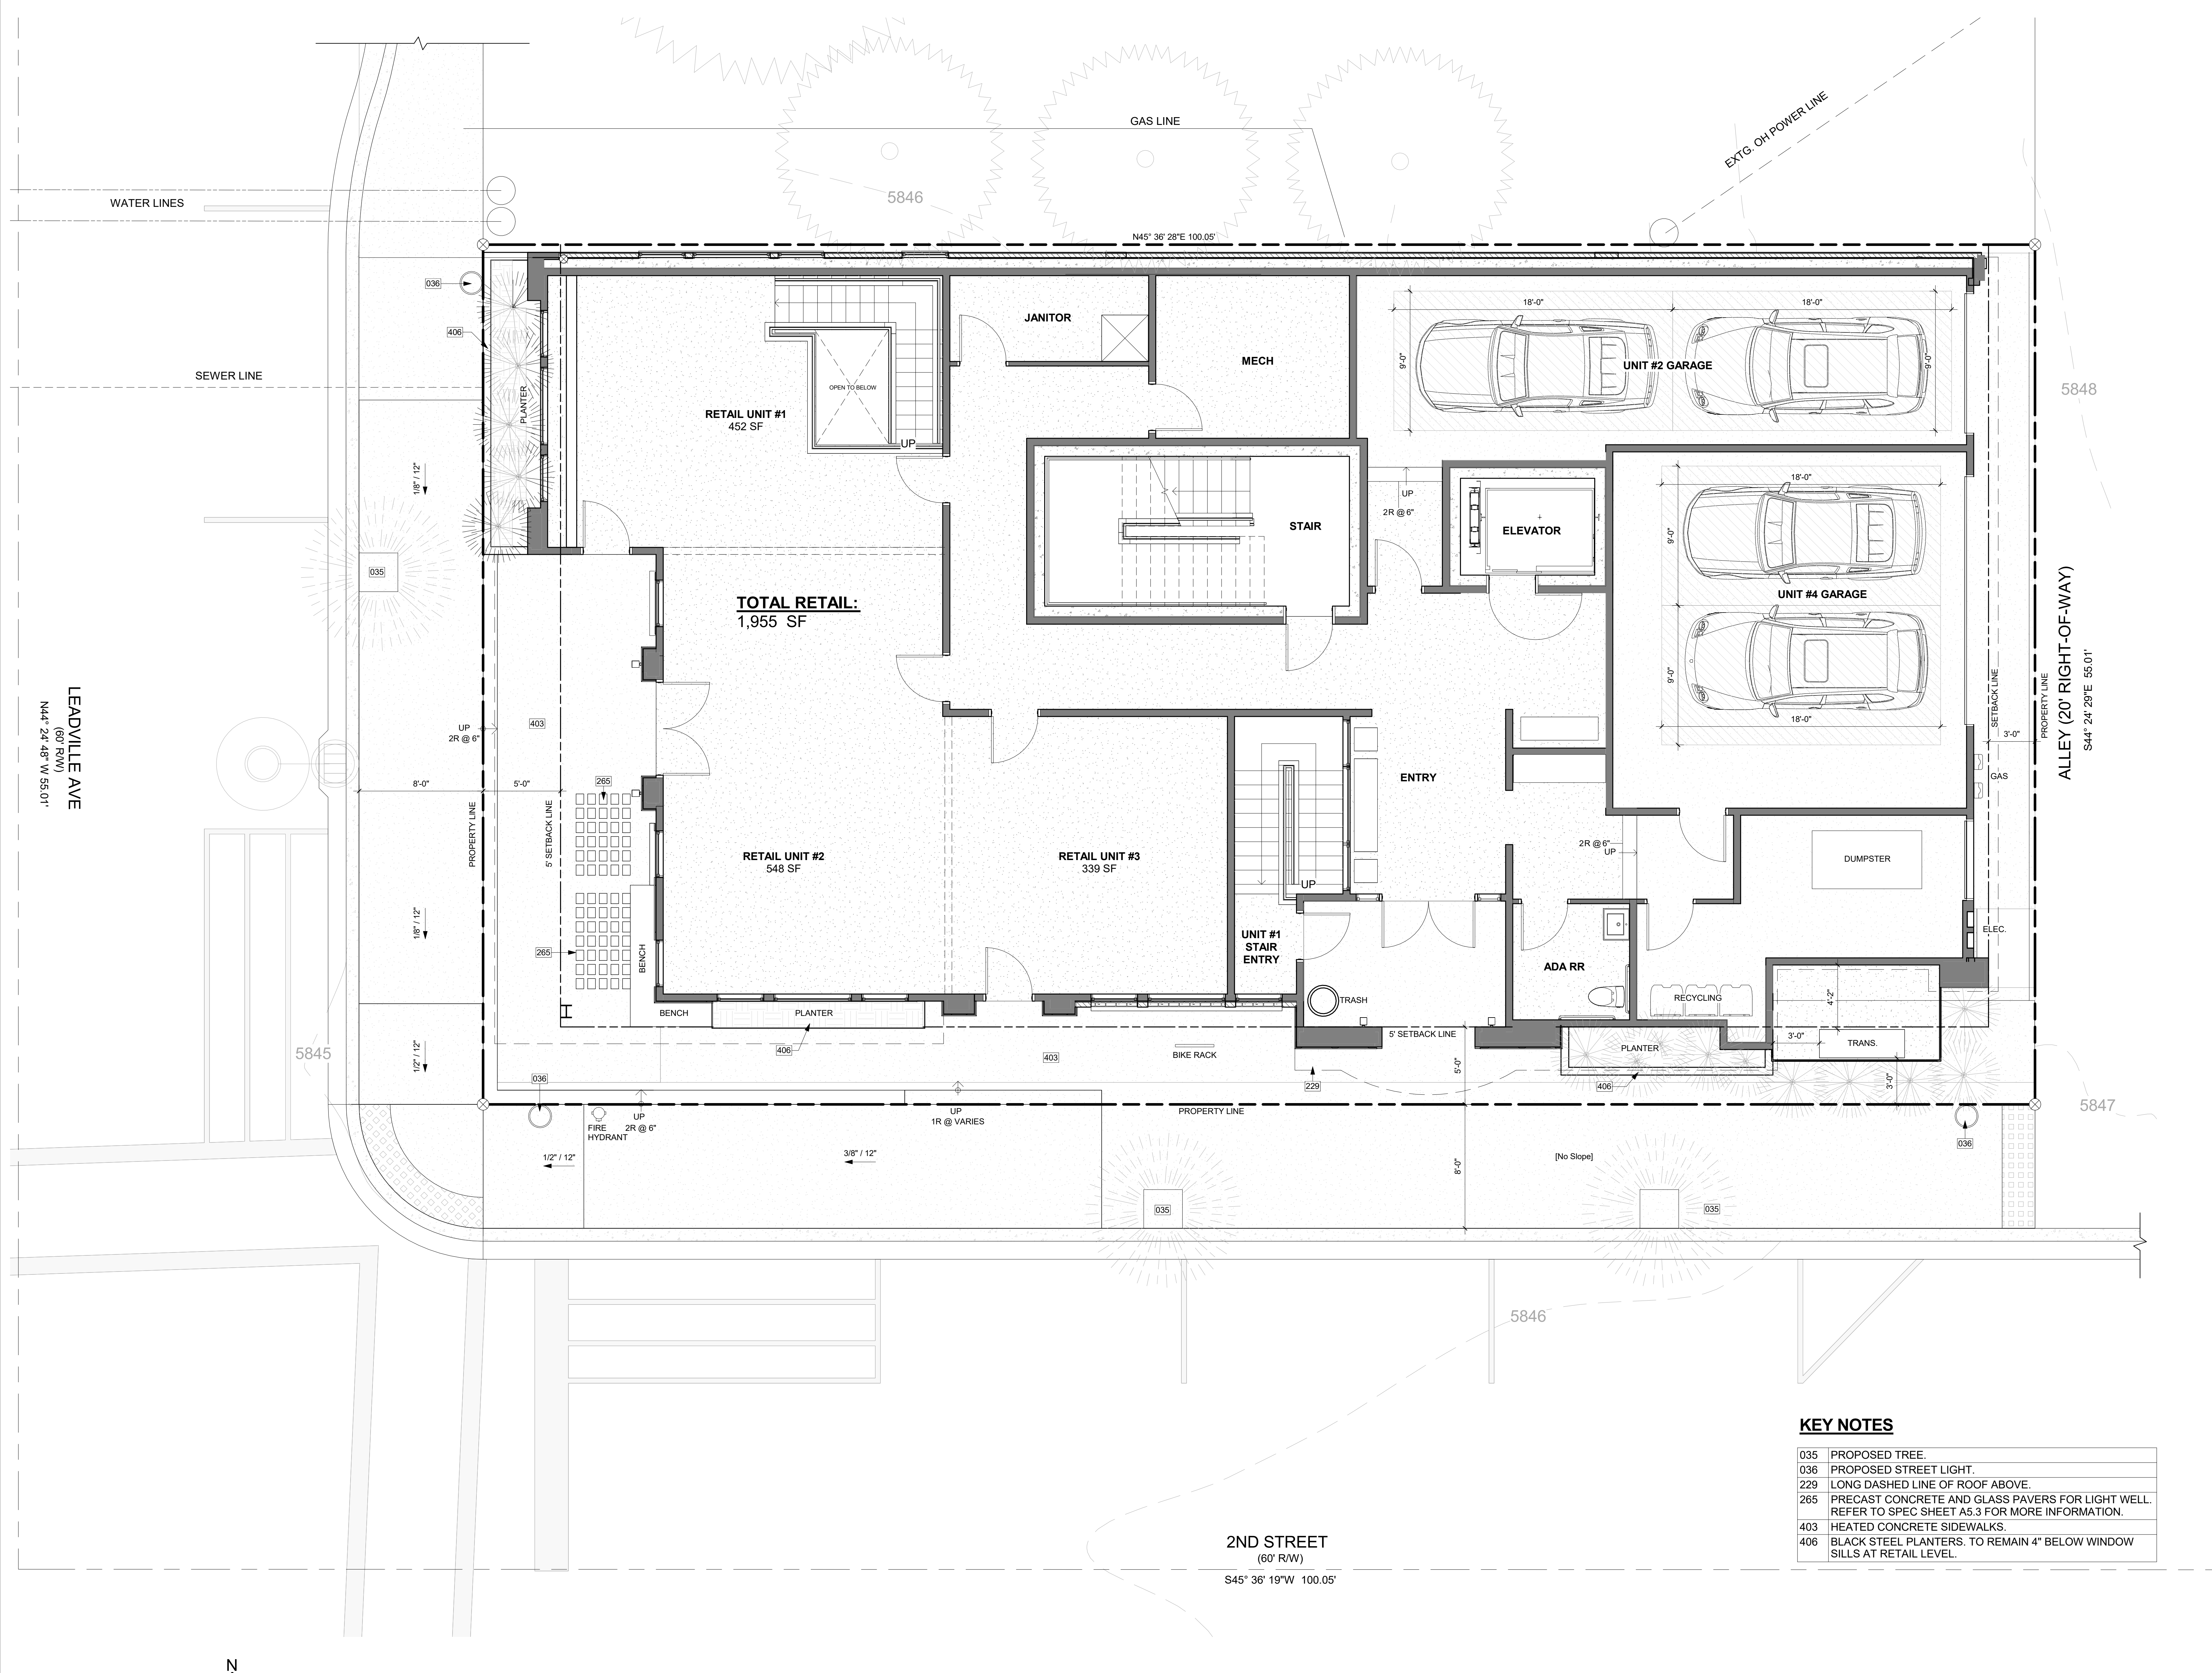 GAS LINE
EXTG. OH POWER LINE
WATER LINES
5846
N45° 36' 28"E 100.05'
036
406
SEWER LINE
PLANTER
JANITOR
MECH
18'-0"
18'-0"
9'-0"
9'-0"
UNIT #2 GARAGE
OPEN TO BELOW
5848
RETAIL UNIT #1
452 SF
UP
1/8" / 12"
STAIR
UP
2R @ 6"
ELEVATOR
18'-0"
9'-0"
035
TOTAL RETAIL:
1,955 SF
UNIT #4 GARAGE
9'-0"
18'-0"
ALLEY (20' RIGHT-OF-WAY)
S44° 24' 29"E 55.01'
SETBACK LINE
PROPERTY LINE
3'-0"
GAS
LEADVILLE AVE
(60' R/W)
N44° 24' 48" W 55.01'
UP
2R @ 6"
403
8'-0"
5'-0"
265
ENTRY
PROPERTY LINE
5' SETBACK LINE
RETAIL UNIT #2
548 SF
RETAIL UNIT #3
339 SF
2R @ 6"
UP
DUMPSTER
UP
1/8" / 12"
265
BENCH
UNIT #1
STAIR
ENTRY
ELEC.
ADA RR
TRASH
RECYCLING
4'-2"
BENCH
PLANTER
5' SETBACK LINE
3'-0"
TRANS.
PLANTER
5845
1/2" / 12"
406
403
BIKE RACK
5'-0"
229
406
3'-0"
036
5847
FIRE
HYDRANT
UP
2R @ 6"
UP
1R @ VARIES
PROPERTY LINE
036
1/2" / 12"
3/8" / 12"
[No Slope]
8'-0"
035
035
5846
KEY NOTES
035 PROPOSED TREE.
036 PROPOSED STREET LIGHT.
229 LONG DASHED LINE OF ROOF ABOVE.
265 PRECAST CONCRETE AND GLASS PAVERS FOR LIGHT WELL.
REFER TO SPEC SHEET A5.3 FOR MORE INFORMATION.
403 HEATED CONCRETE SIDEWALKS.
406 BLACK STEEL PLANTERS. TO REMAIN 4" BELOW WINDOW
SILLS AT RETAIL LEVEL.
2ND STREET
(60' R/W)
S45° 36' 19"W 100.05'
N